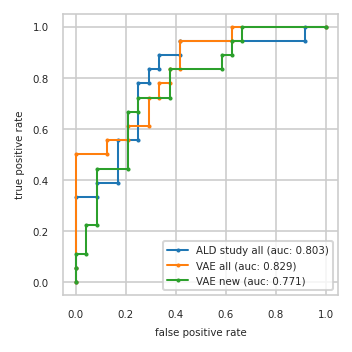 true positive rate
1.0
0.8
0.6
0.4
0.2
0.0
ALD study all (auc: 0.803)
VAE all (auc: 0.829)
VAE new (auc: 0.771)
0.0 0.2 0.4 0.6 0.8 1.0
false positive rate